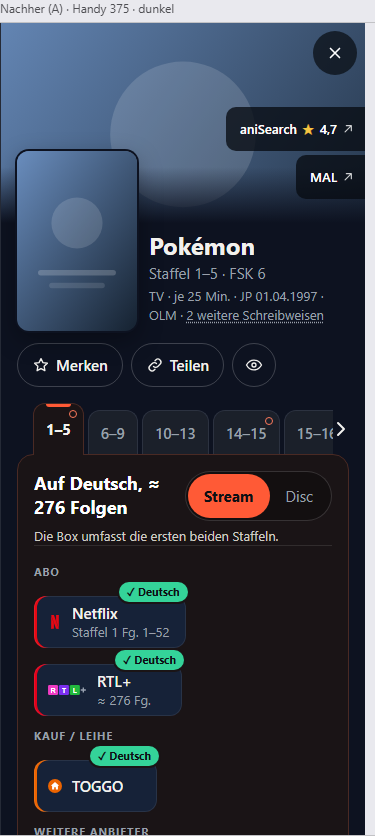 Nachher (A) · Handy 375 · dunkel
aniSearch ★ 4,7 ↗
MAL ↗
Pokémon
Staffel 1–5 · FSK 6
TV · je 25 Min. · JP 01.04.1997 ·
OLM · 2 weitere Schreibweisen
Merken
Teilen
1–5
6–9
10–13
14–15
15–16
Auf Deutsch, ≈
276 Folgen
Stream
Disc
Die Box umfasst die ersten beiden Staffeln.
ABO
✓ Deutsch
N
Netflix
Staffel 1 Fg. 1–52
✓ Deutsch
RTL+
RTL+
≈ 276 Fg.
KAUF / LEIHE
✓ Deutsch
TOGGO
WEITERE ANBIETER